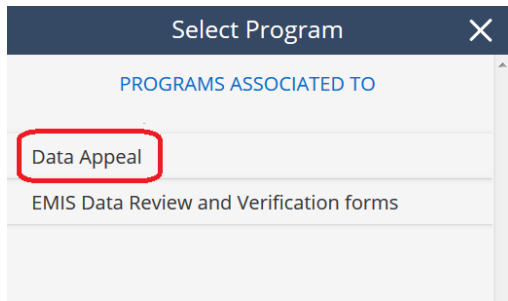 Select Program
PROGRAMS ASSOCIATED TO
Data Appeal
EMIS Data Review and Verification forms